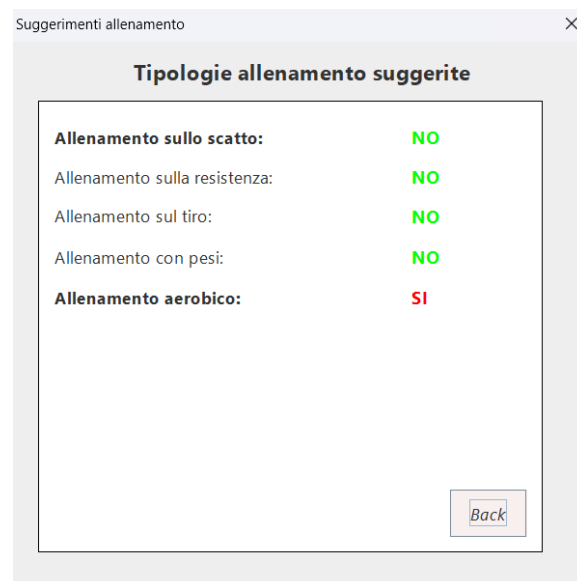 Suggerimenti allenamento
Tipologie allenamento suggerite
Allenamento sullo scatto: NO
Allenamento sulla resistenza: NO
Allenamento sul tiro: NO
Allenamento con pesi: NO
Allenamento aerobico: SI
Back